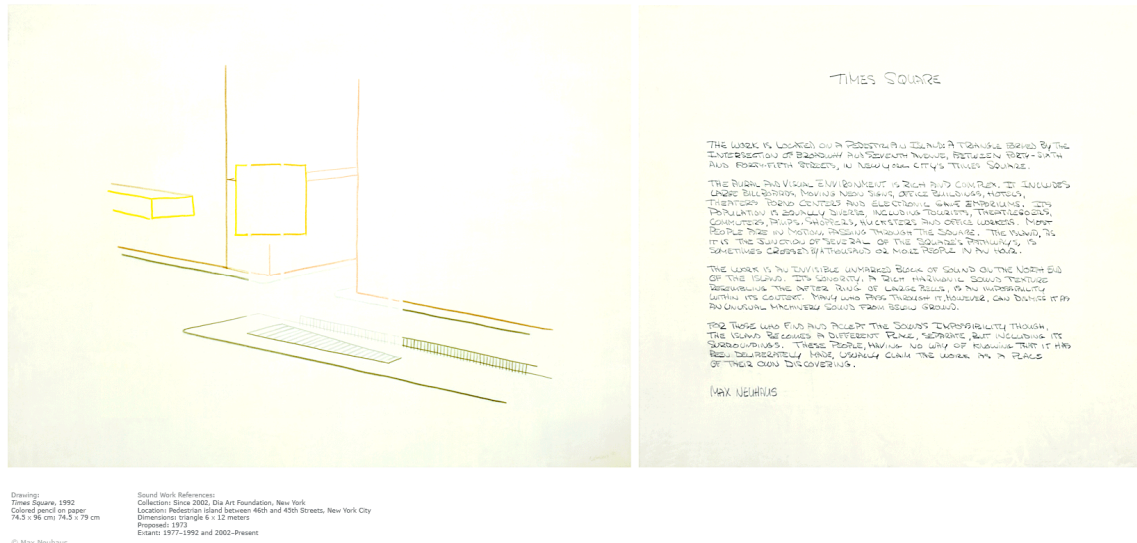 TIMES SQUARE
THE WORK IS LOCATED ON A PEDESTRIAN ISLAND: A TRIANGLE FORMED BY THE
INTERSECTION OF BROADWAY AND SEVENTH AVENUE, BETWEEN FORTY-SIXTH
AND FORTY-FIFTH STREETS, IN NEW YORK CITY'S TIMES SQUARE.
THE AURAL AND VISUAL ENVIRONMENT IS RICH AND COMPLEX. IT INCLUDES
LARGE BILLBOARDS, MOVING NEON SIGNS, OFFICE BUILDINGS, HOTELS,
THEATERS PORNO CENTERS AND ELECTRONIC GAME EMPORIUMS. ITS
POPULATION IS EQUALLY DIVERSE, INCLUDING TOURISTS, THEATERGOERS,
COMMUTERS, PIMPS, SHOPPERS, HUCKSTERS AND OFFICE WORKERS. MOST
PEOPLE ARE IN MOTION, PASSING THROUGH THE SQUARE. THE ISLAND, AS
IT IS THE JUNCTION OF SEVERAL OF THE SQUARE'S PATHWAYS, IS
SOMETIMES CROSSED BY A THOUSAND OR MORE PEOPLE IN AN HOUR.
THE WORK IS AN INVISIBLE UNMARKED BLOCK OF SOUND ON THE NORTH END
OF THE ISLAND. ITS SONORITY, A RICH HARMONIC SOUND TEXTURE
RESEMBLING THE AFTER RING OF LARGE BELLS, IS AN IMPOSSIBILITY
WITHIN ITS CONTEXT. MANY WHO PASS THROUGH IT, HOWEVER, CAN DISMISS IT AS
AN UNUSUAL MACHINERY SOUND FROM BELOW GROUND.
FOR THOSE WHO FIND AND ACCEPT THE SOUND'S IMPOSSIBILITY THOUGH,
THE ISLAND BECOMES A DIFFERENT PLACE, SEPARATE, BUT INCLUDING ITS
SURROUNDINGS. THESE PEOPLE, HAVING NO WAY OF KNOWING THAT IT HAS
BEEN DELIBERATELY MADE, USUALLY CLAIM THE WORK AS A PLACE
OF THEIR OWN DISCOVERING.
MAX NEUHAUS
Drawing:
Times Square, 1992
Colored pencil on paper
74.5 x 96 cm; 74.5 x 79 cm
© Max Neuhaus
Sound Work References:
Collection: Since 2002, Dia Art Foundation, New York
Location: Pedestrian island between 46th and 45th Streets, New York City
Dimensions: triangle 6 x 12 meters
Proposed: 1973
Extant: 1977-1992 and 2002-Present